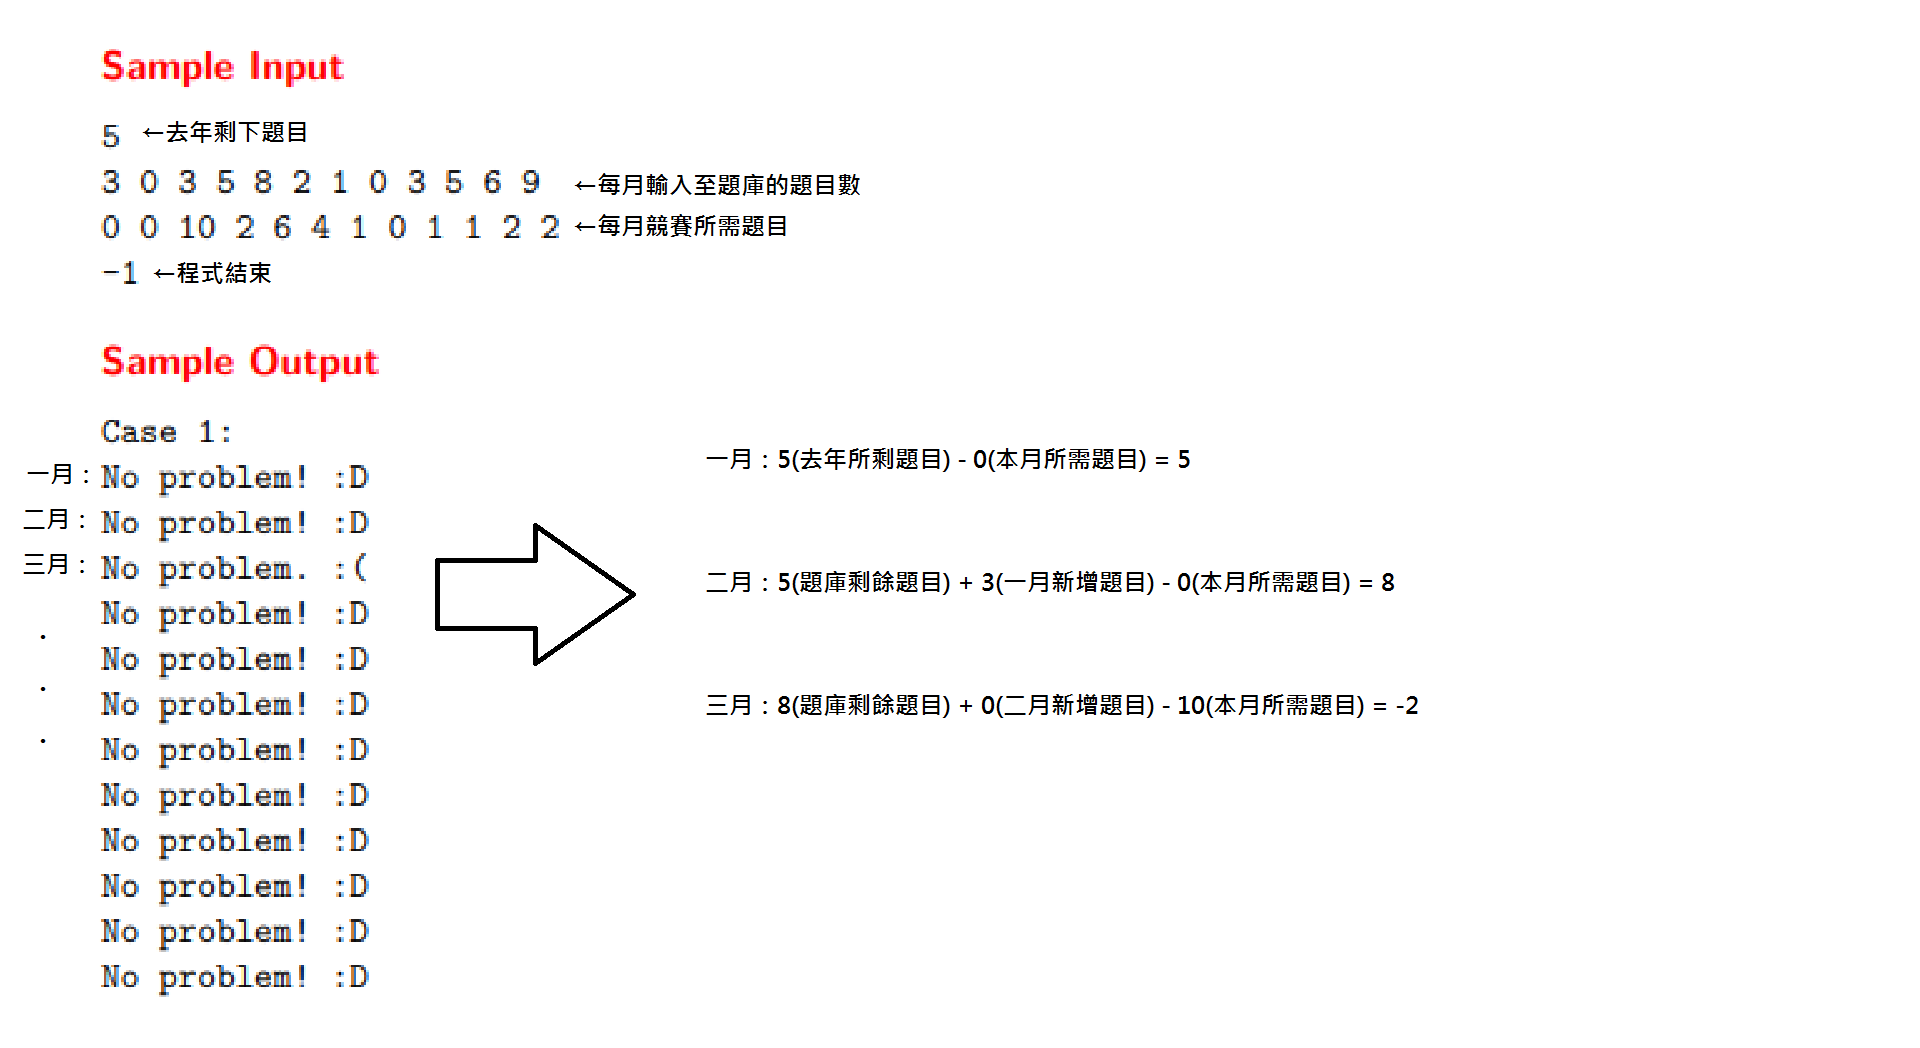 Sample Input
5 ←去年剩下題目
3 0 3 5 8 2 1 0 3 5 6 9 ←每月輸入至題庫的題目數
0 0 10 2 6 4 1 0 1 1 2 2 ←每月競賽所需題目
-1 ←程式結束
Sample Output
Case 1:
一月：No problem! :D
二月：No problem! :D
三月：No problem. :(
No problem! :D
No problem! :D
No problem! :D
No problem! :D
No problem! :D
No problem! :D
No problem! :D
No problem! :D
No problem! :D
一月：5(去年所剩題目) - 0(本月所需題目) = 5
二月：5(題庫剩餘題目) + 3(一月新增題目) - 0(本月所需題目) = 8
三月：8(題庫剩餘題目) + 0(二月新增題目) - 10(本月所需題目) = -2